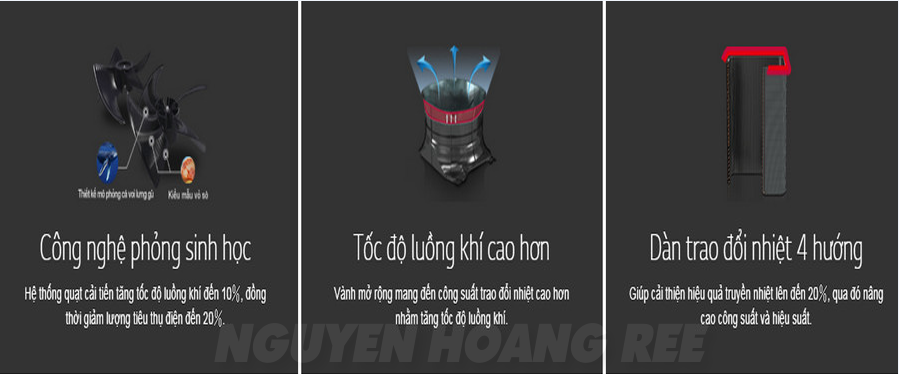 Thiết kế mô phỏng cá voi lưng gù
Kiểu mẫu vỏ sò
Công nghệ phỏng sinh học
Hệ thống quạt cải tiến tăng tốc độ luồng khí đến 10%, đồng
thời giảm lượng tiêu thụ điện đến 20%.
Tốc độ luồng khí cao hơn
Vành mở rộng mang đến công suất trao đổi nhiệt cao hơn
nhằm tăng tốc độ luồng khí.
Dàn trao đổi nhiệt 4 hướng
Giúp cải thiện hiệu quả truyền nhiệt lên đến 20%, qua đó nâng
cao công suất và hiệu suất.
NGUYEN HOANG REE